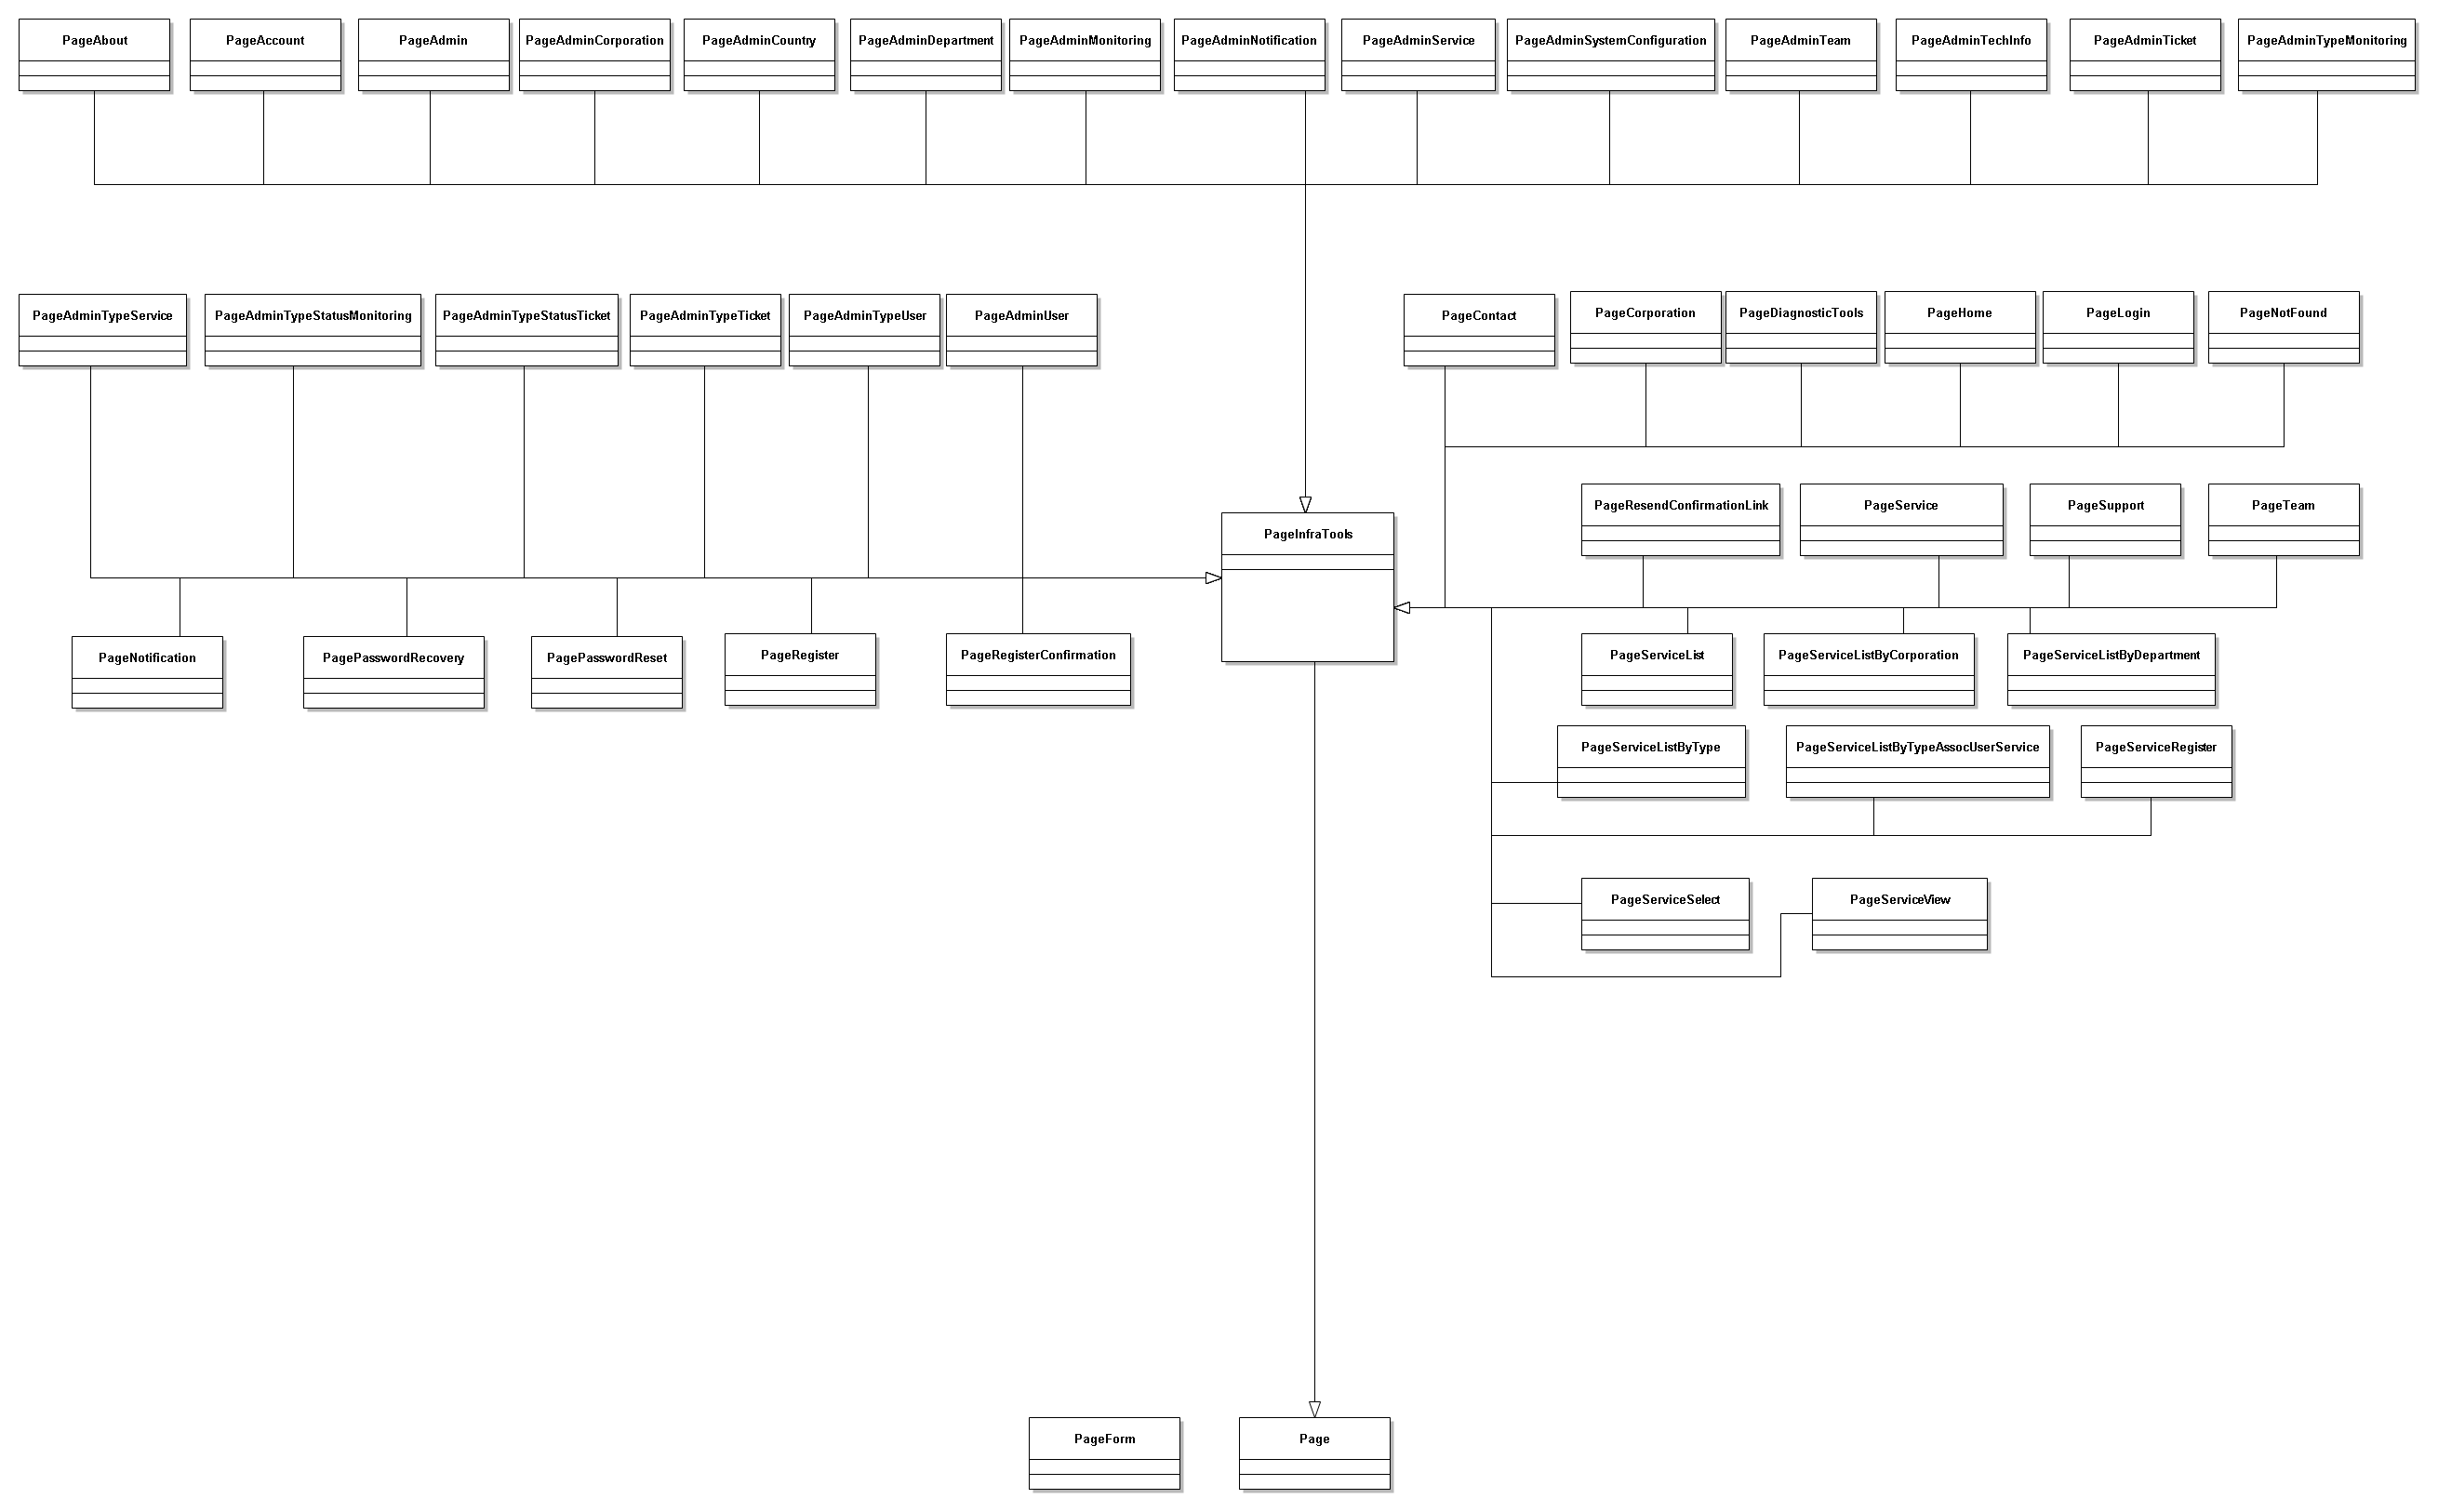 PageAbout
PageAccount
PageAdmin
PageAdminCorporation
PageAdminCountry
PageAdminDepartment
PageAdminMonitoring
PageAdminNotification
PageAdminService
PageAdminSystemConfiguration
PageAdminTeam
PageAdminTechInfo
PageAdminTicket
PageAdminTypeMonitoring
PageAdminTypeService
PageAdminTypeStatusMonitoring
PageAdminTypeStatusTicket
PageAdminTypeTicket
PageAdminTypeUser
PageAdminUser
PageContact
PageCorporation
PageDiagnosticTools
PageHome
PageLogin
PageNotFound
PageResendConfirmationLink
PageService
PageSupport
PageTeam
PageInfraTools
PageNotification
PagePasswordRecovery
PagePasswordReset
PageRegister
PageRegisterConfirmation
PageServiceList
PageServiceListByCorporation
PageServiceListByDepartment
PageServiceListByType
PageServiceListByTypeAssocUserService
PageServiceRegister
PageServiceSelect
PageServiceView
PageForm
Page